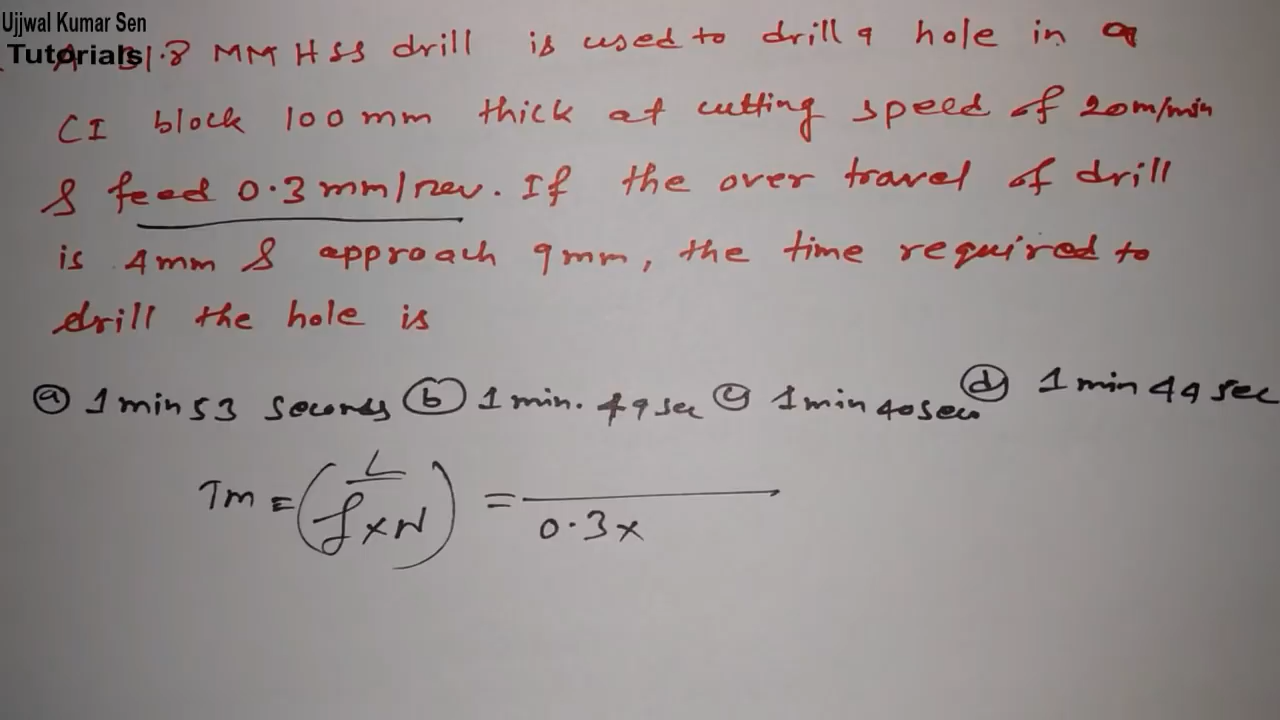 Ujjwal Kumar Sen
Tutorials
A 31.8 MM HSS drill is used to drill a hole in a
CI block 100 mm thick at cutting speed of 20m/min
& feed 0.3 mm/rev. If the over travel of drill
is 4mm & approach 9mm, the time required to
drill the hole is
(a) 1 min 53 seconds (b) 1 min. 49 sec (c) 1 min 40 sec (d) 1 min 44 sec
Tm = (L / f x N) = / 0.3 x